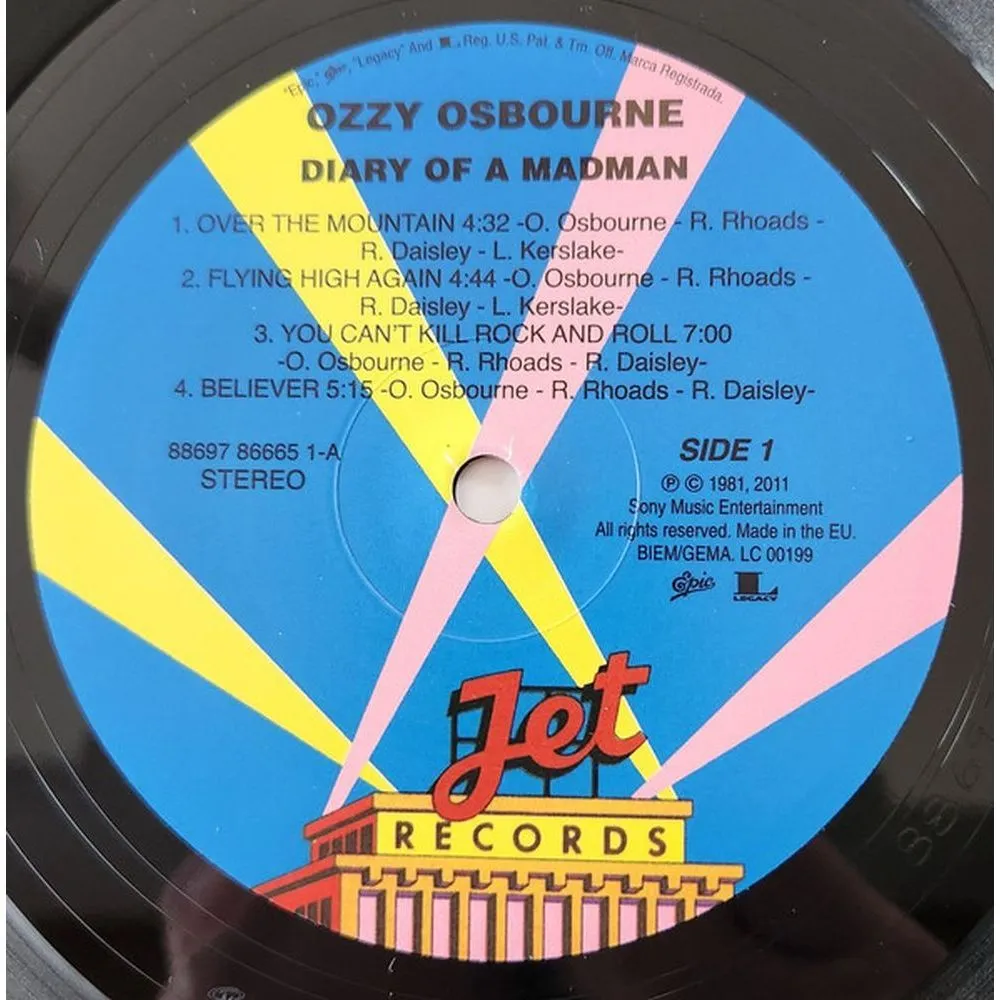 "Epic," Epic, "Legacy" And L, Reg. U.S. Pat. & Tm. Off. Marca Registrada.
OZZY OSBOURNE
DIARY OF A MADMAN
1. OVER THE MOUNTAIN 4:32 -O. Osbourne - R. Rhoads -
R. Daisley - L. Kerslake-
2. FLYING HIGH AGAIN 4:44 -O. Osbourne - R. Rhoads -
R. Daisley - L. Kerslake-
3. YOU CAN'T KILL ROCK AND ROLL 7:00
-O. Osbourne - R. Rhoads - R. Daisley-
4. BELIEVER 5:15 -O. Osbourne - R. Rhoads - R. Daisley-
88697 86665 1-A
STEREO
SIDE 1
℗ © 1981, 2011
Sony Music Entertainment
All rights reserved. Made in the EU.
BIEM/GEMA. LC 00199
Epic
L LEGACY
Jet
RECORDS